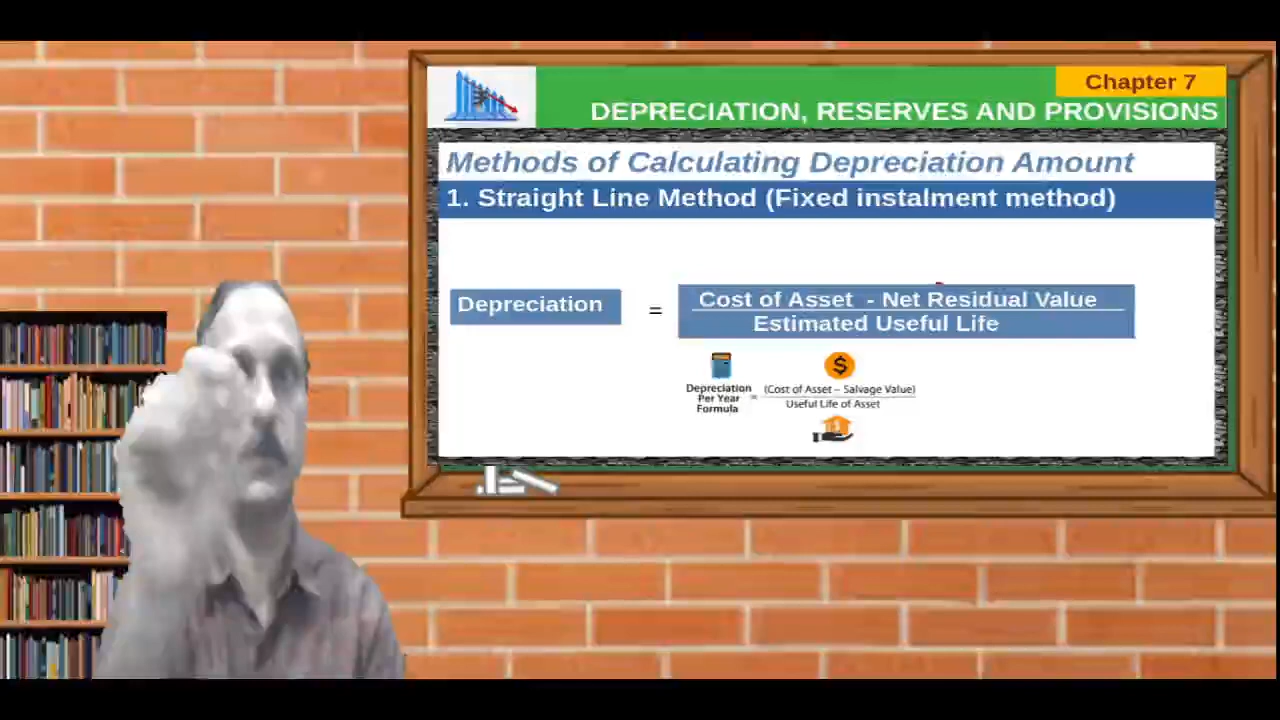 Chapter 7
DEPRECIATION, RESERVES AND PROVISIONS
Methods of Calculating Depreciation Amount
1. Straight Line Method (Fixed instalment method)
Depreciation = Cost of Asset - Net Residual Value
Estimated Useful Life
$
Depreciation
Per Year
Formula
= (Cost of Asset – Salvage Value)
Useful Life of Asset